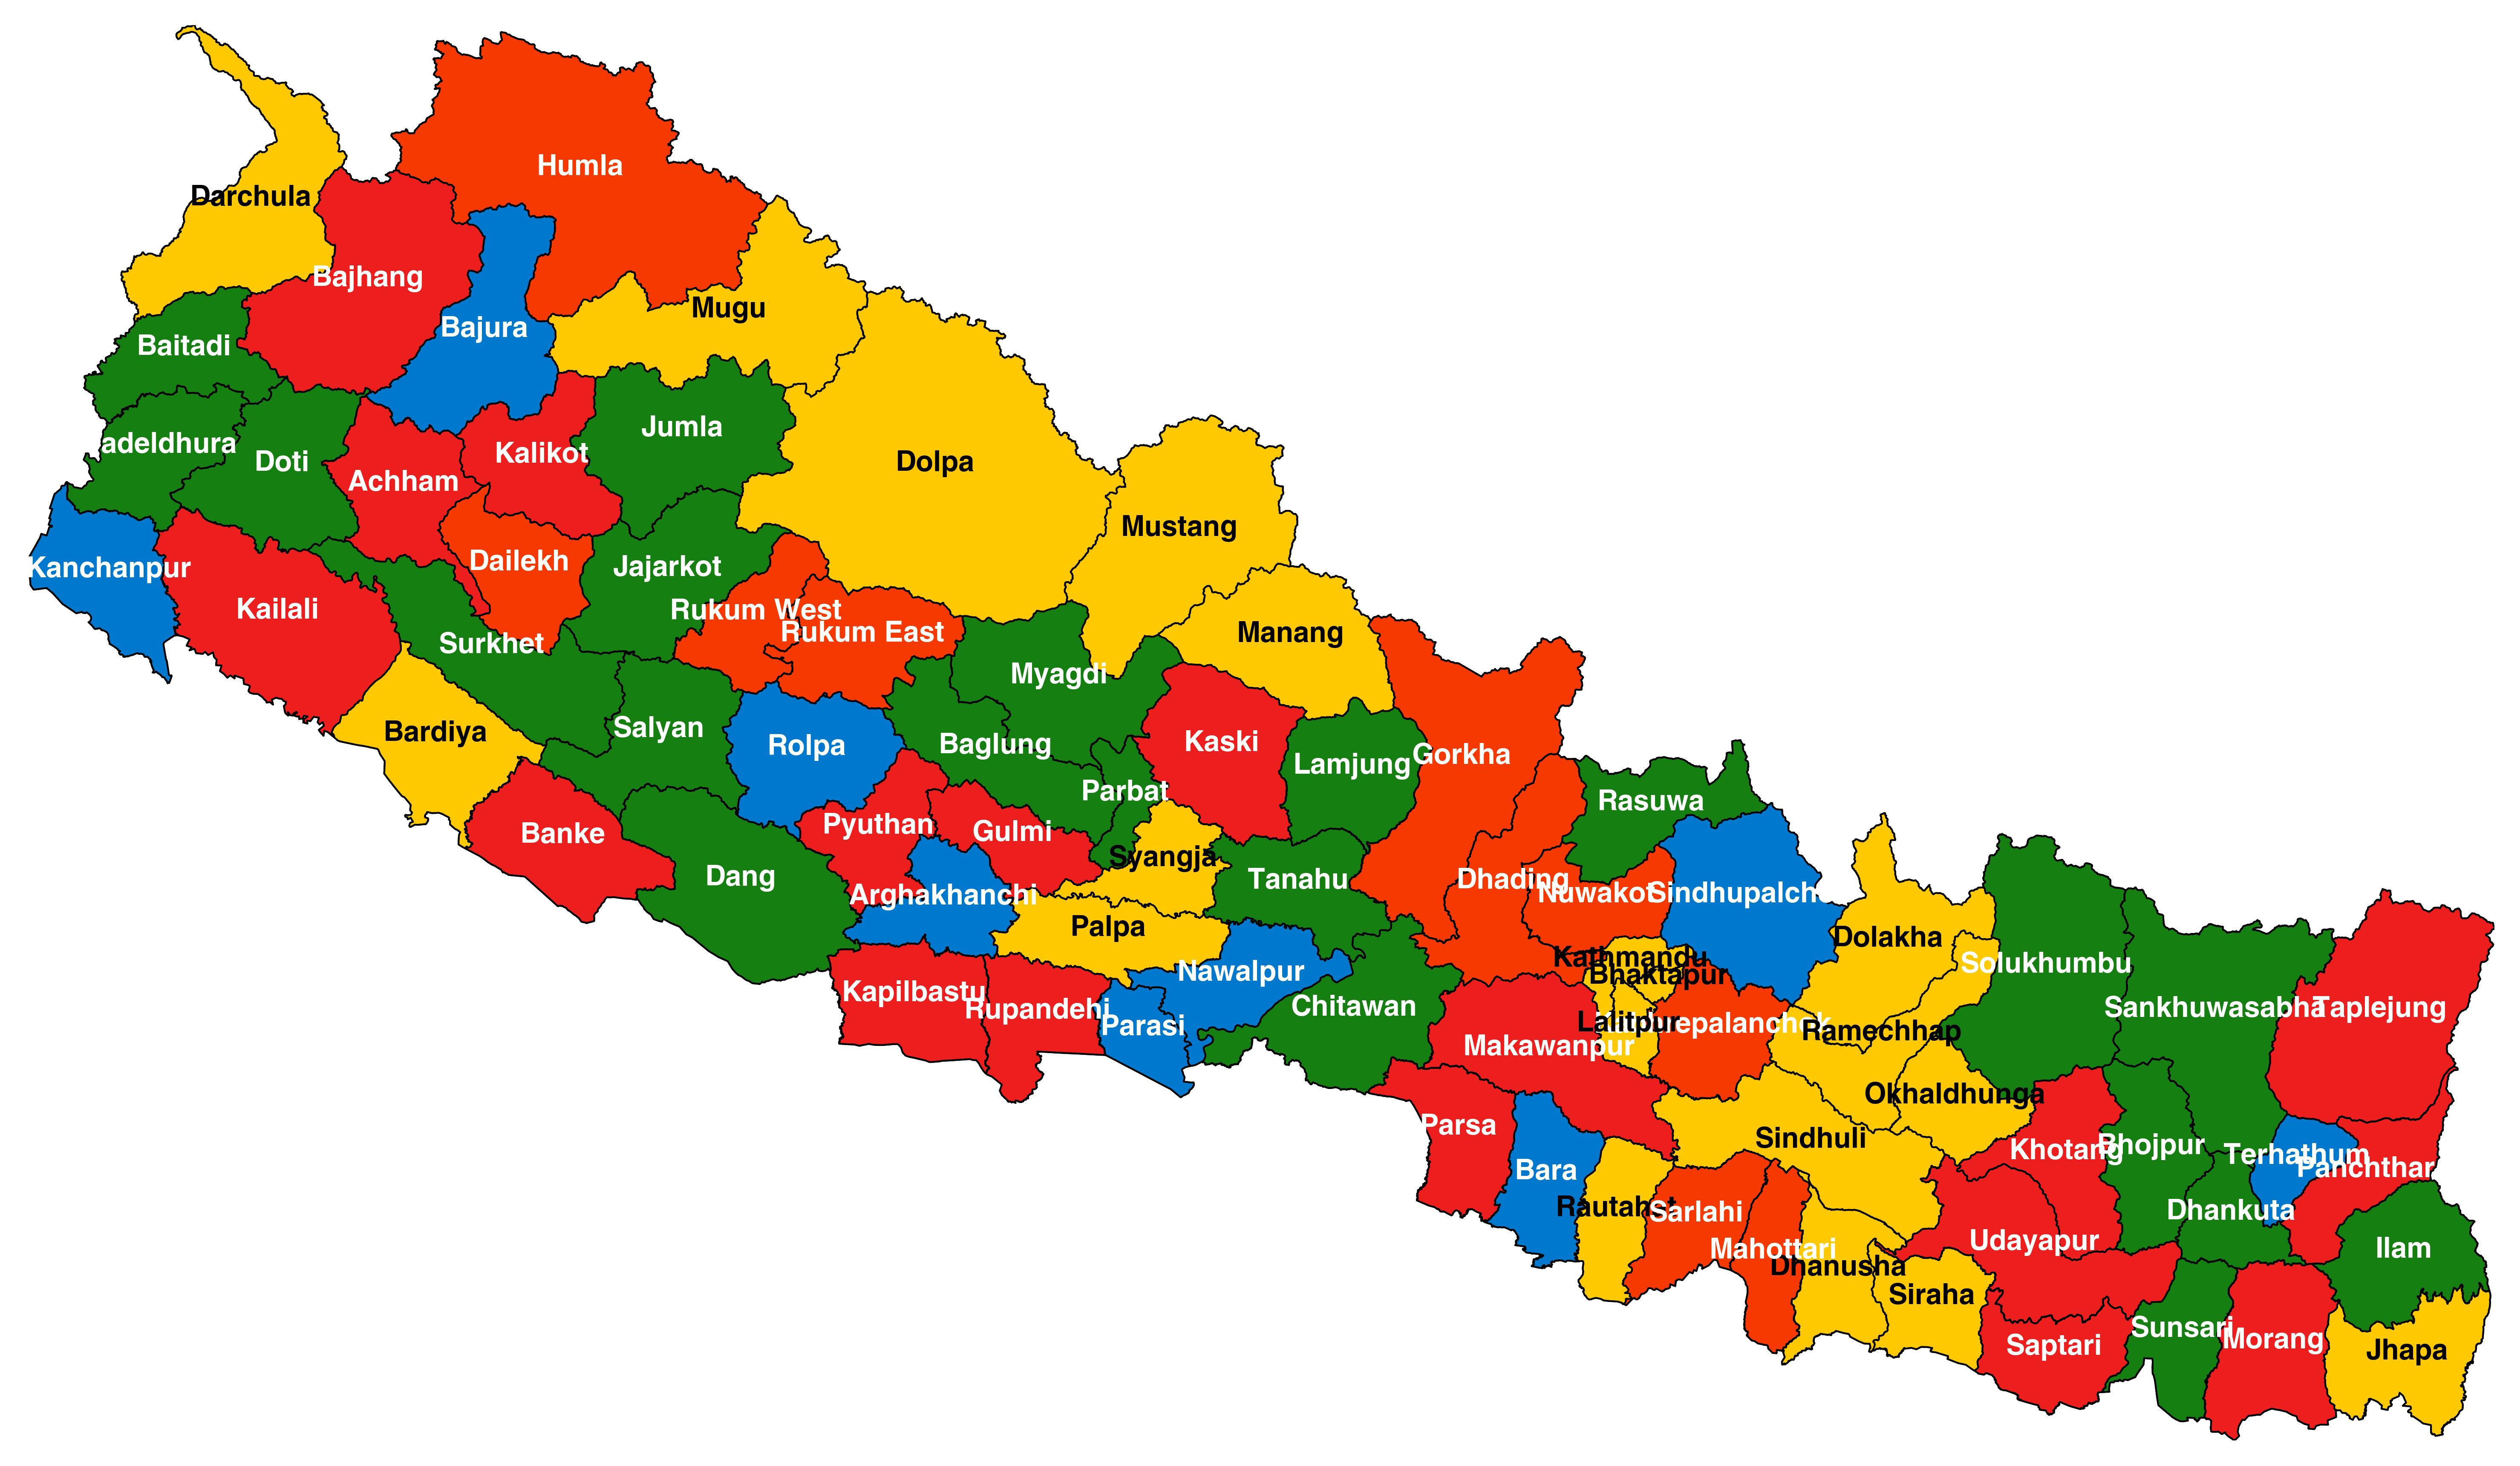 Humla
Darchula
Bajhang
Mugu
Bajura
Baitadi
Jumla
adeldhura
Kalikot
Doti
Dolpa
Achham
Mustang
Dailekh
Jajarkot
Kanchanpur
Kailali
Rukum West
Rukum East
Manang
Surkhet
Myagdi
Salyan
Bardiya
Kaski
Rolpa
Baglung
Gorkha
Lamjung
Parbat
Rasuwa
Pyuthan
Gulmi
Banke
Syangja
Dang
Tanahu
Dhading
Nuwakot
Sindhupalch
Arghakhanchi
Palpa
Dolakha
Kathmandu
Solukhumbu
Nawalpur
Bhaktapur
Kapilbastu
Chitawan
Rupandehi
Sankhuwasabha
Taplejung
Parasi
Lalitpur
epalanchok
Ramechhap
Makawanpur
Okhaldhunga
Parsa
Sindhuli
Khotang
Bhojpur
Terhathum
Panchthar
Bara
Rautahat
Sarlahi
Dhankuta
Udayapur
Mahottari
Ilam
Dhanusha
Siraha
Sunsari
Morang
Saptari
Jhapa